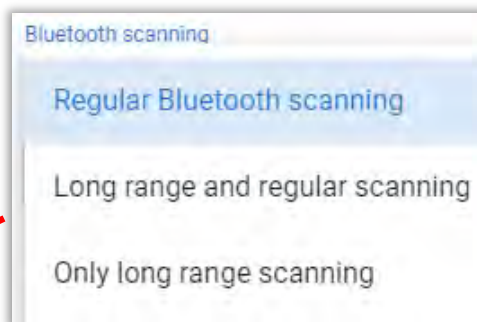 Bluetooth scanning
Regular Bluetooth scanning
Long range and regular scanning
Only long range scanning